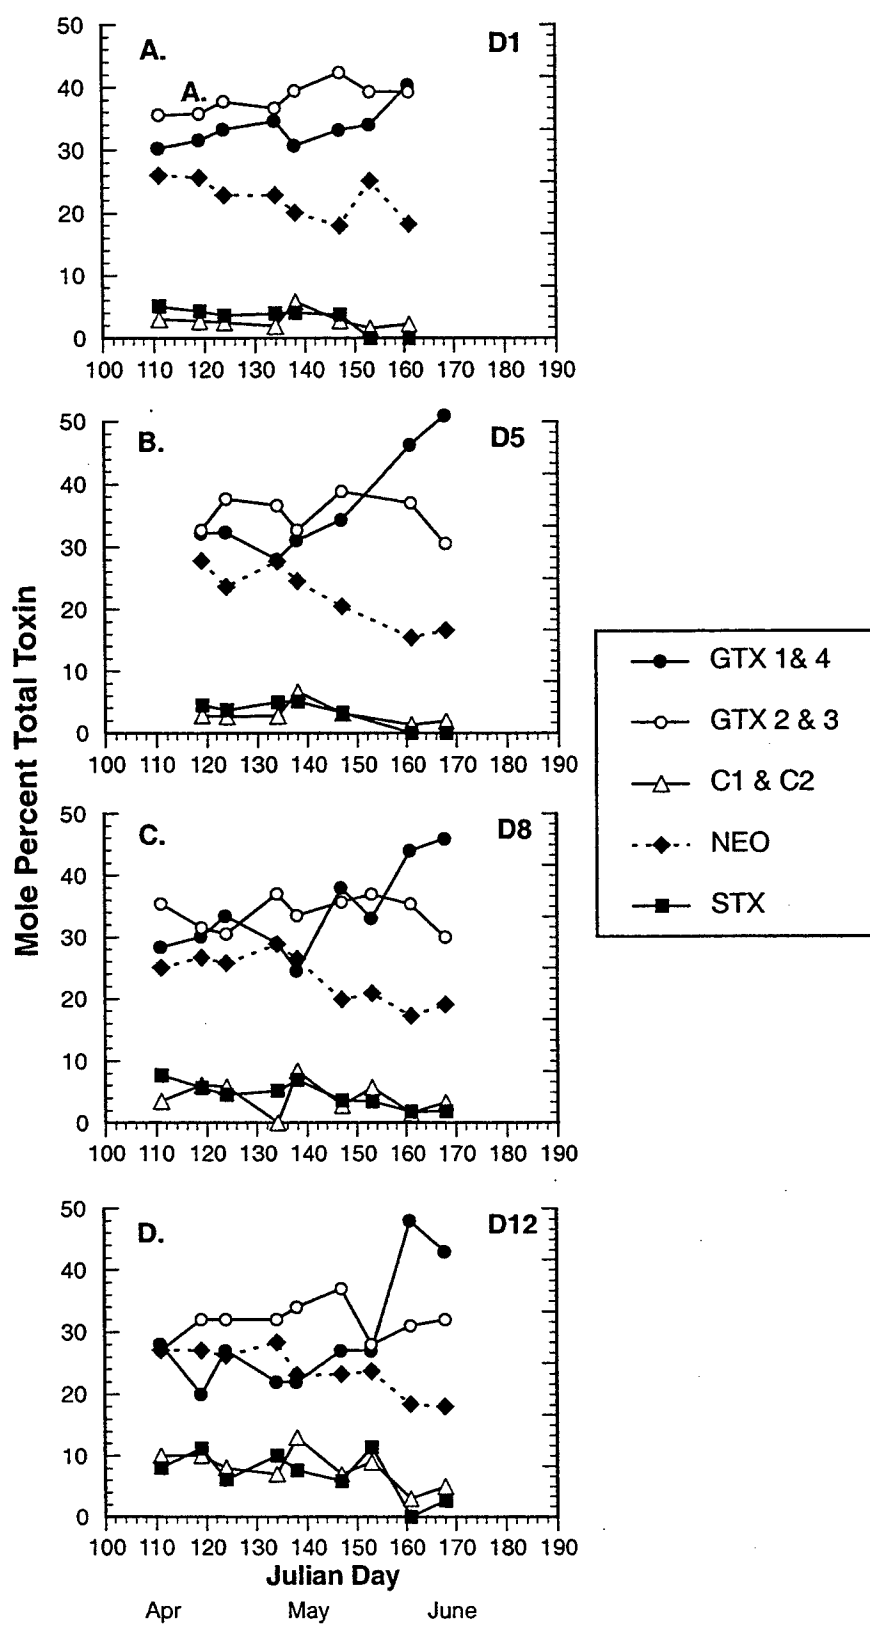 50
A.
D1
40
A.
30
20
10
0
100 110 120 130 140 150 160 170 180 190
50
B.
D5
40
30
20
10
0
100 110 120 130 140 150 160 170 180 190
Mole Percent Total Toxin
GTX 1& 4
GTX 2 & 3
C1 & C2
NEO
STX
50
C.
D8
40
30
20
10
0
100 110 120 130 140 150 160 170 180 190
50
D.
D12
40
30
20
10
0
100 110 120 130 140 150 160 170 180 190
Julian Day
Apr May June